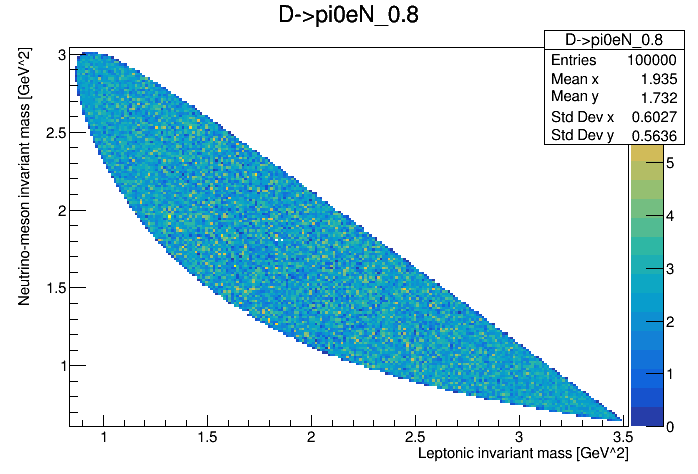 D->pi0eN_0.8
D->pi0eN_0.8
Entries 100000
Mean x 1.935
Mean y 1.732
Std Dev x 0.6027
Std Dev y 0.5636
Neutrino-meson invariant mass [GeV^2]
3
2.5
2
1.5
1
1 1.5 2 2.5 3 3.5
Leptonic invariant mass [GeV^2]
5
4
3
2
1
0